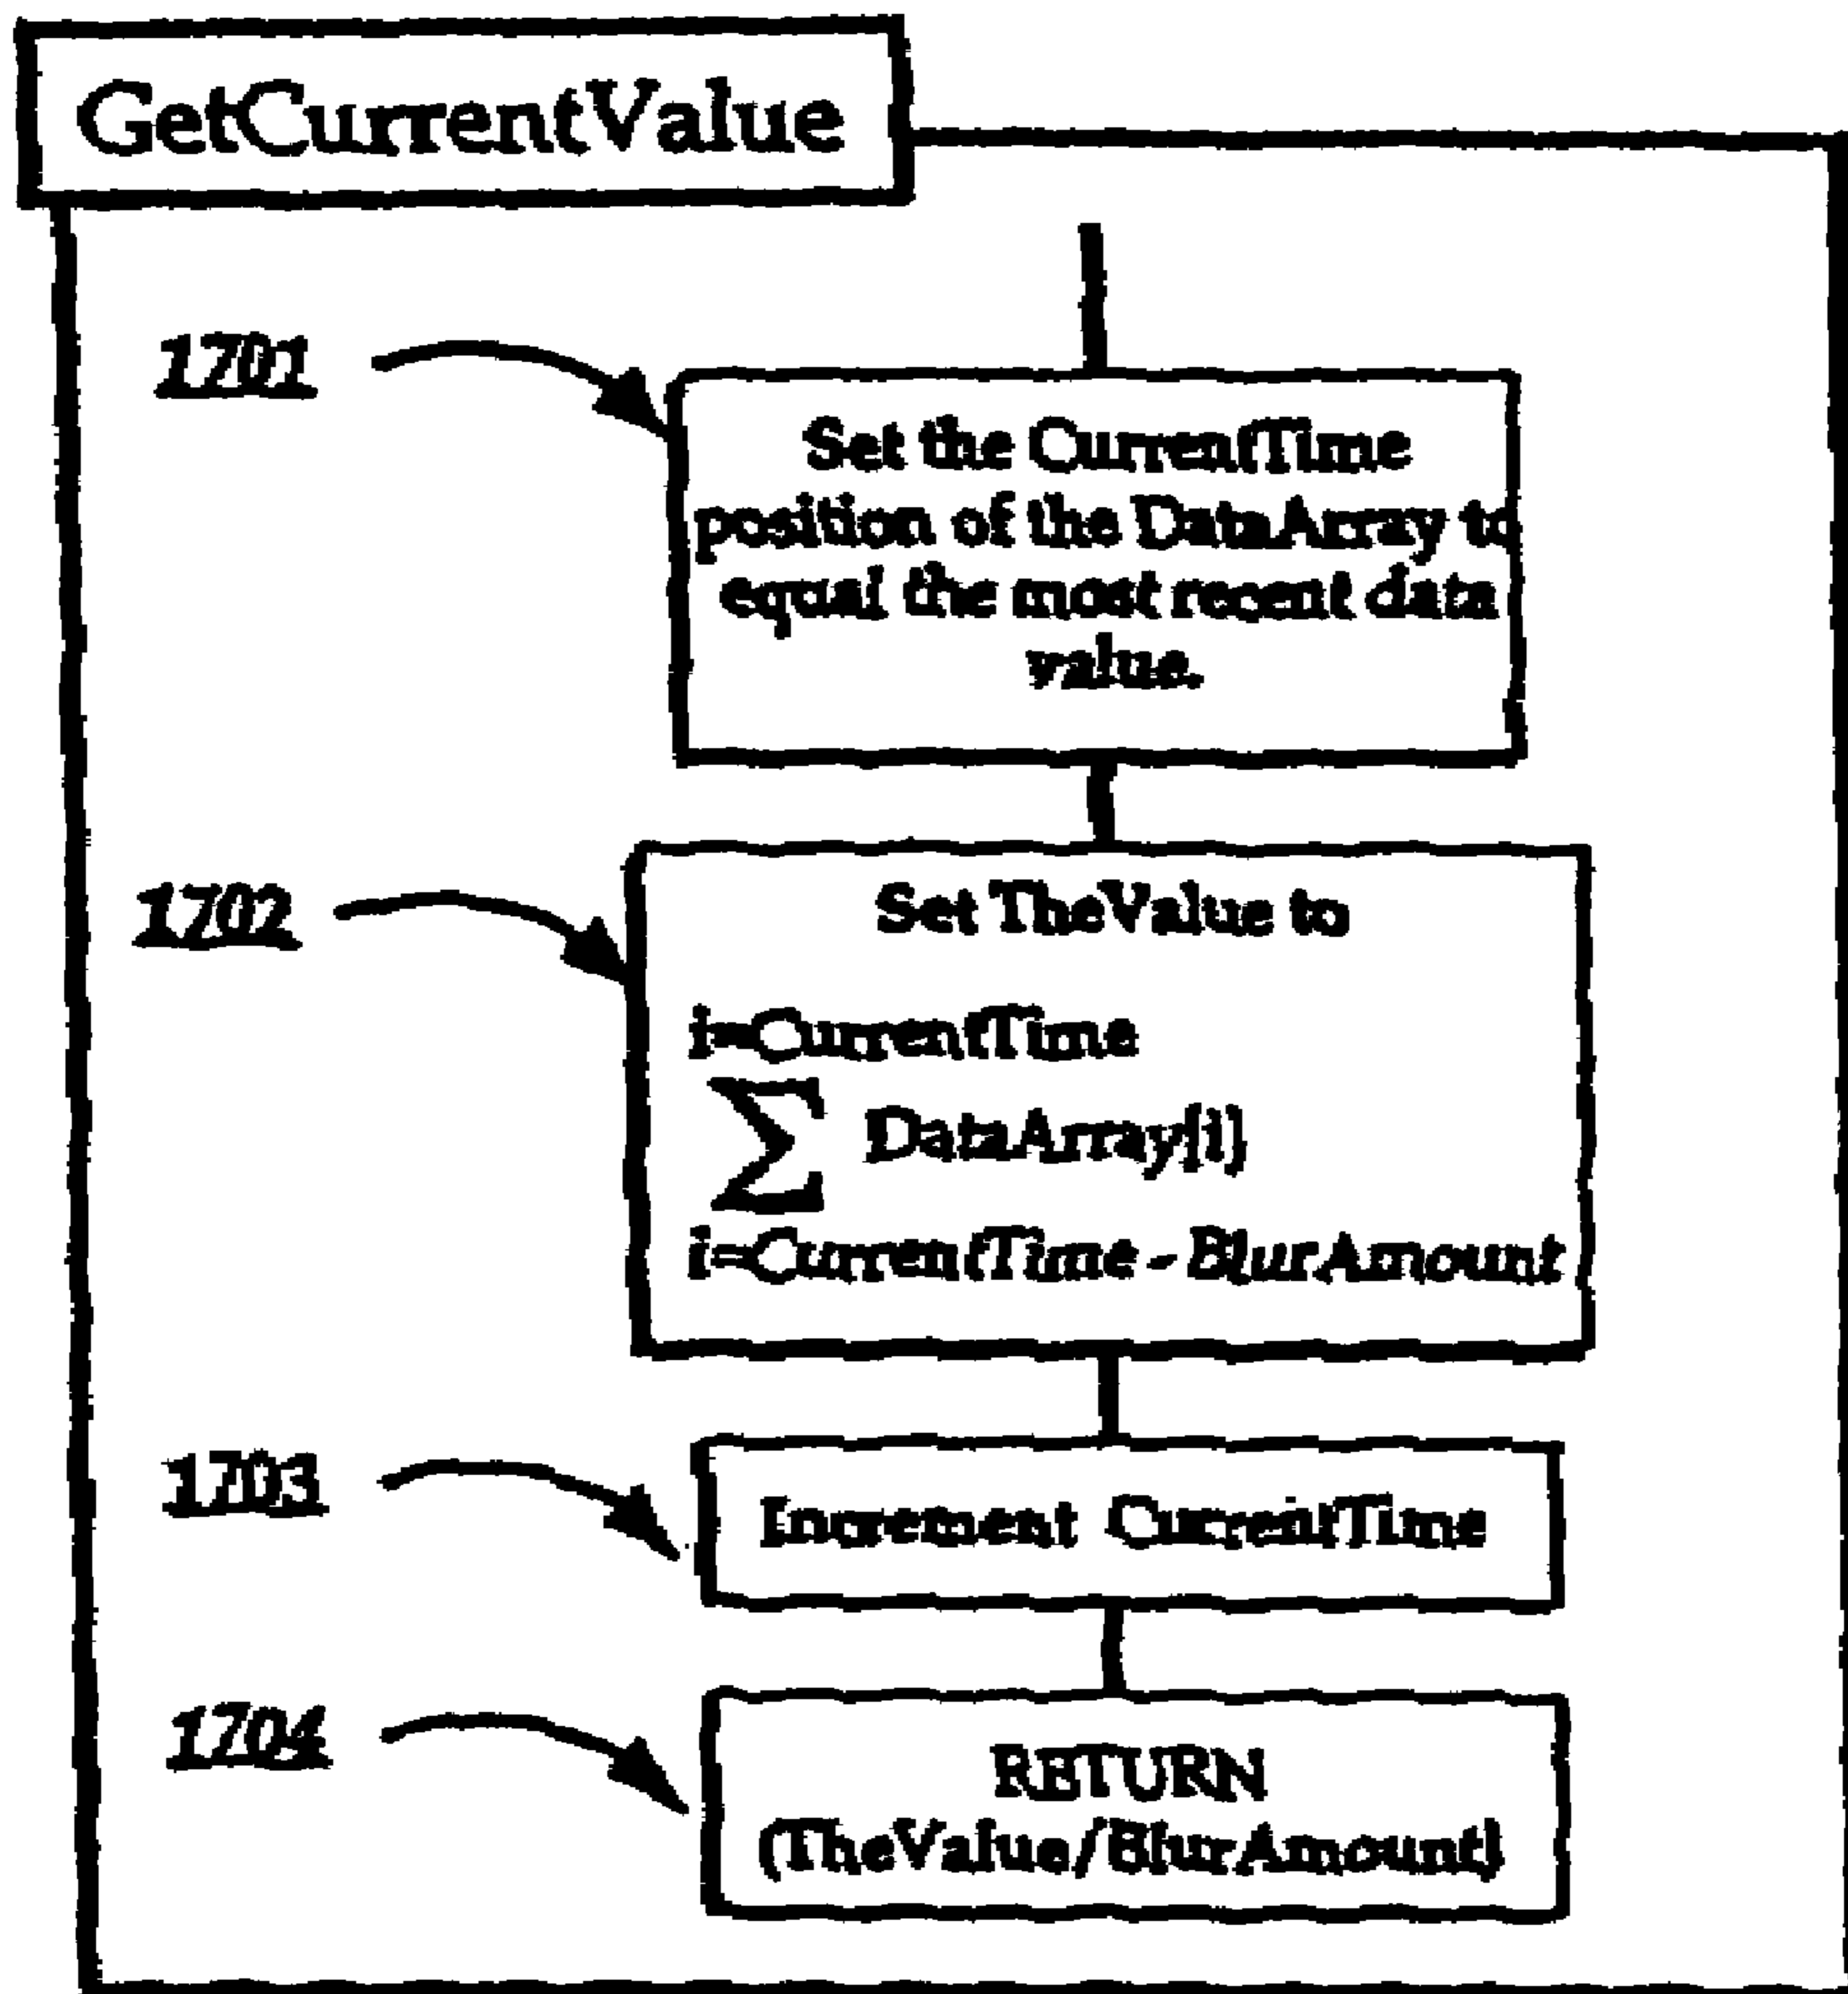 GetCurrentValue
1701
Set the CurrentTime
position of the DataArray to
equal the most recent data
value.
1702
Set TheValue to
i=CurrentTime
∑ DataArray[i]
i=CurrentTime - BlurAmount
1703
Increment CurrentTime
1704
RETURN
(TheValue/BlurAmount)